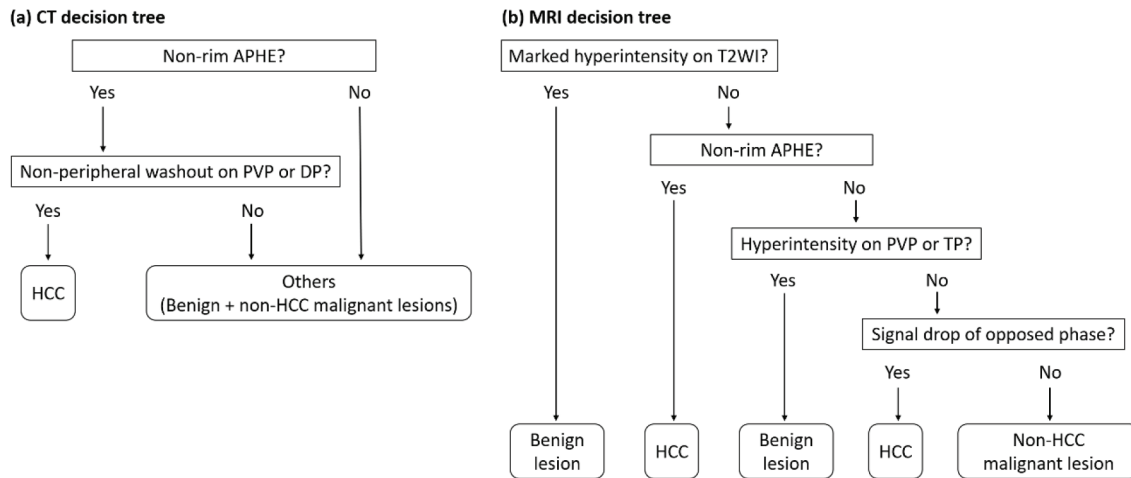 (a) CT decision tree
Non-rim APHE?
Yes
No
Non-peripheral washout on PVP or DP?
Yes
No
HCC
Others
(Benign + non-HCC malignant lesions)
(b) MRI decision tree
Marked hyperintensity on T2WI?
Yes
No
Non-rim APHE?
Yes
No
Hyperintensity on PVP or TP?
Yes
No
Signal drop of opposed phase?
Yes
No
Benign
lesion
HCC
Benign
lesion
HCC
Non-HCC
malignant lesion